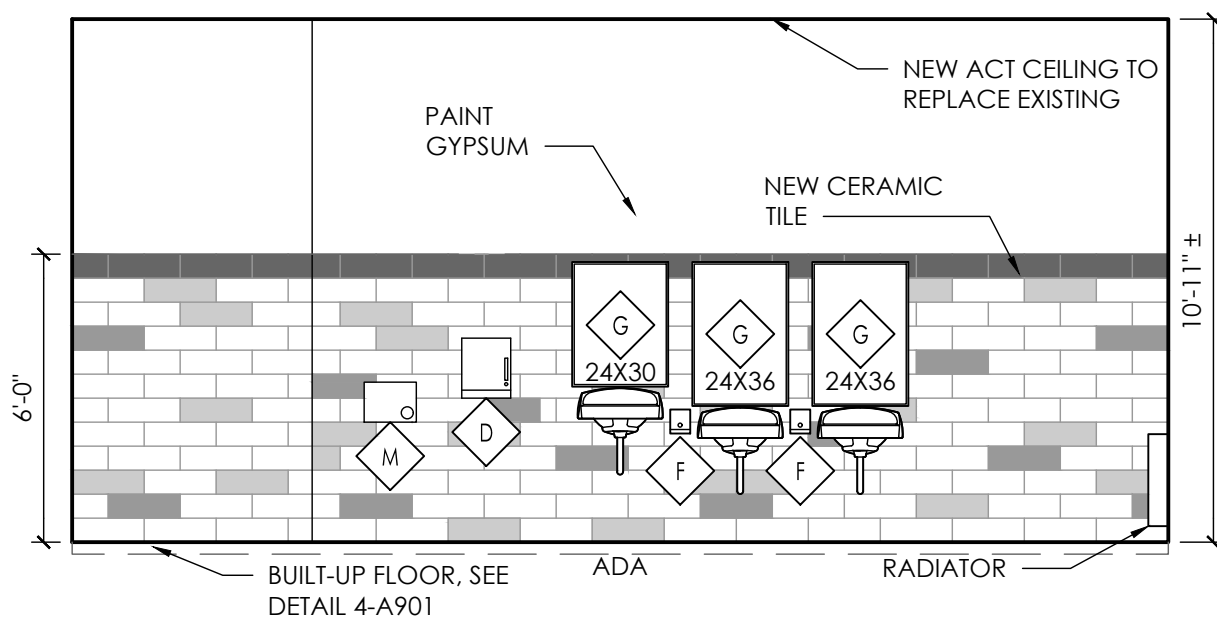 NEW ACT CEILING TO
REPLACE EXISTING
PAINT
GYPSUM
NEW CERAMIC
TILE
6'-0"
10'-11" ±
G
24X30
G
24X36
G
24X36
M
D
F
F
BUILT-UP FLOOR, SEE
DETAIL 4-A901
ADA
RADIATOR